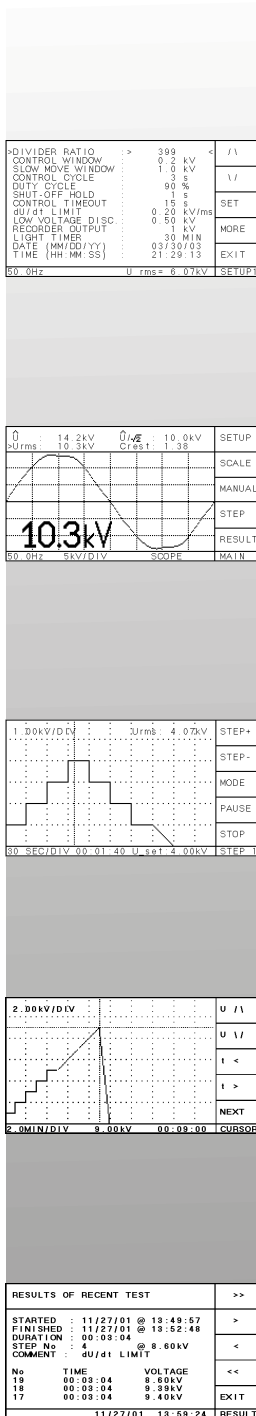 >DIVIDER RATIO :> 399 < /\
CONTROL WINDOW : 0.2 kV
SLOW MOVE WINDOW : 1.0 kV
CONTROL CYCLE : 3 s \/
DUTY CYCLE : 90 %
SHUT-OFF HOLD : 1 s
CONTROL TIMEOUT : 15 s SET
dU/dt LIMIT : 0.20 kV/ms
LOW VOLTAGE DISC.: 0.50 kV
RECORDER OUTPUT : 1 kV MORE
LIGHT TIMER : 30 MIN
DATE (MM/DD/YY) : 03/30/03
TIME (HH:MM:SS) : 21:29:13 EXIT
50.0Hz U rms= 6.07kV SETUP1
Û : 14.2kV Û/√2 : 10.0kV SETUP
>Urms: 10.3kV Crest: 1.38
SCALE
MANUAL
STEP
10.3kV RESULT
50.0Hz 5kV/DIV SCOPE MAIN
1.00kV/DIV Urms: 4.07kV STEP+
STEP-
MODE
PAUSE
STOP
30 SEC/DIV 00:01:40 U_set:4.00kV STEP 1
2.00kV/DIV U /\
U \/
t <
t >
NEXT
2.0MIN/DIV 9.00kV 00:09:00 CURSOR
RESULTS OF RECENT TEST >>
STARTED : 11/27/01 @ 13:49:57 >
FINISHED : 11/27/01 @ 13:52:48
DURATION : 00:03:04
STEP No : 4 @ 8.60kV <
COMMENT : dU/dt LIMIT
No TIME VOLTAGE <<
19 00:03:04 8.60kV
18 00:03:04 9.39kV
17 00:03:04 9.40kV EXIT
11/27/01 13:59:24 RESULT